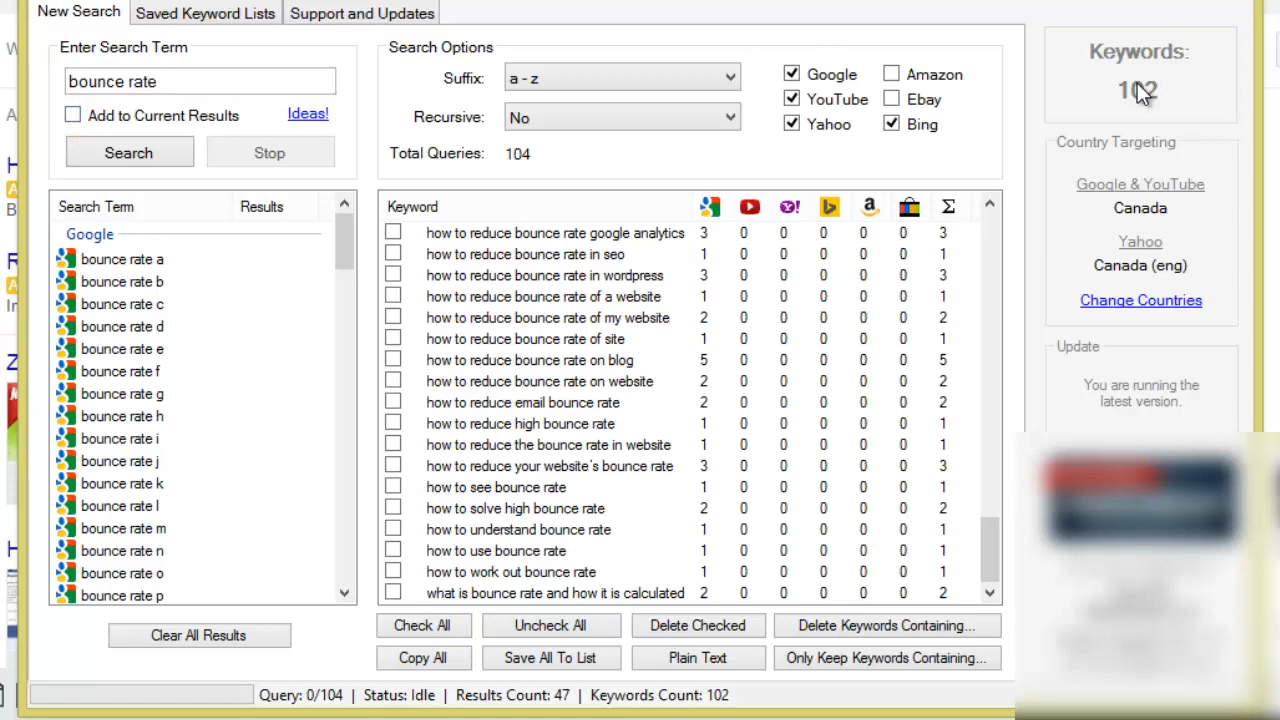 New Search
Saved Keyword Lists
Support and Updates
Enter Search Term
bounce rate
Add to Current Results
Ideas!
Search
Stop
Search Options
Suffix:
a - z
Recursive:
No
Total Queries:
104
Google
Amazon
YouTube
Ebay
Yahoo
Bing
Keywords:
102
Country Targeting
Google & YouTube
Canada
Yahoo
Canada (eng)
Change Countries
Update
You are running the
latest version.
Search Term
Results
Google
bounce rate a
bounce rate b
bounce rate c
bounce rate d
bounce rate e
bounce rate f
bounce rate g
bounce rate h
bounce rate i
bounce rate j
bounce rate k
bounce rate l
bounce rate m
bounce rate n
bounce rate o
bounce rate p
Clear All Results
Keyword Σ
how to reduce bounce rate google analytics 3 0 0 0 0 0 3
how to reduce bounce rate in seo 1 0 0 0 0 0 1
how to reduce bounce rate in wordpress 3 0 0 0 0 0 3
how to reduce bounce rate of a website 1 0 0 0 0 0 1
how to reduce bounce rate of my website 2 0 0 0 0 0 2
how to reduce bounce rate of site 1 0 0 0 0 0 1
how to reduce bounce rate on blog 5 0 0 0 0 0 5
how to reduce bounce rate on website 2 0 0 0 0 0 2
how to reduce email bounce rate 2 0 0 0 0 0 2
how to reduce high bounce rate 1 0 0 0 0 0 1
how to reduce the bounce rate in website 1 0 0 0 0 0 1
how to reduce your website's bounce rate 3 0 0 0 0 0 3
how to see bounce rate 1 0 0 0 0 0 1
how to solve high bounce rate 2 0 0 0 0 0 2
how to understand bounce rate 1 0 0 0 0 0 1
how to use bounce rate 1 0 0 0 0 0 1
how to work out bounce rate 1 0 0 0 0 0 1
what is bounce rate and how it is calculated 2 0 0 0 0 0 2
Check All
Uncheck All
Delete Checked
Delete Keywords Containing...
Copy All
Save All To List
Plain Text
Only Keep Keywords Containing...
Query: 0/104 | Status: Idle | Results Count: 47 | Keywords Count: 102